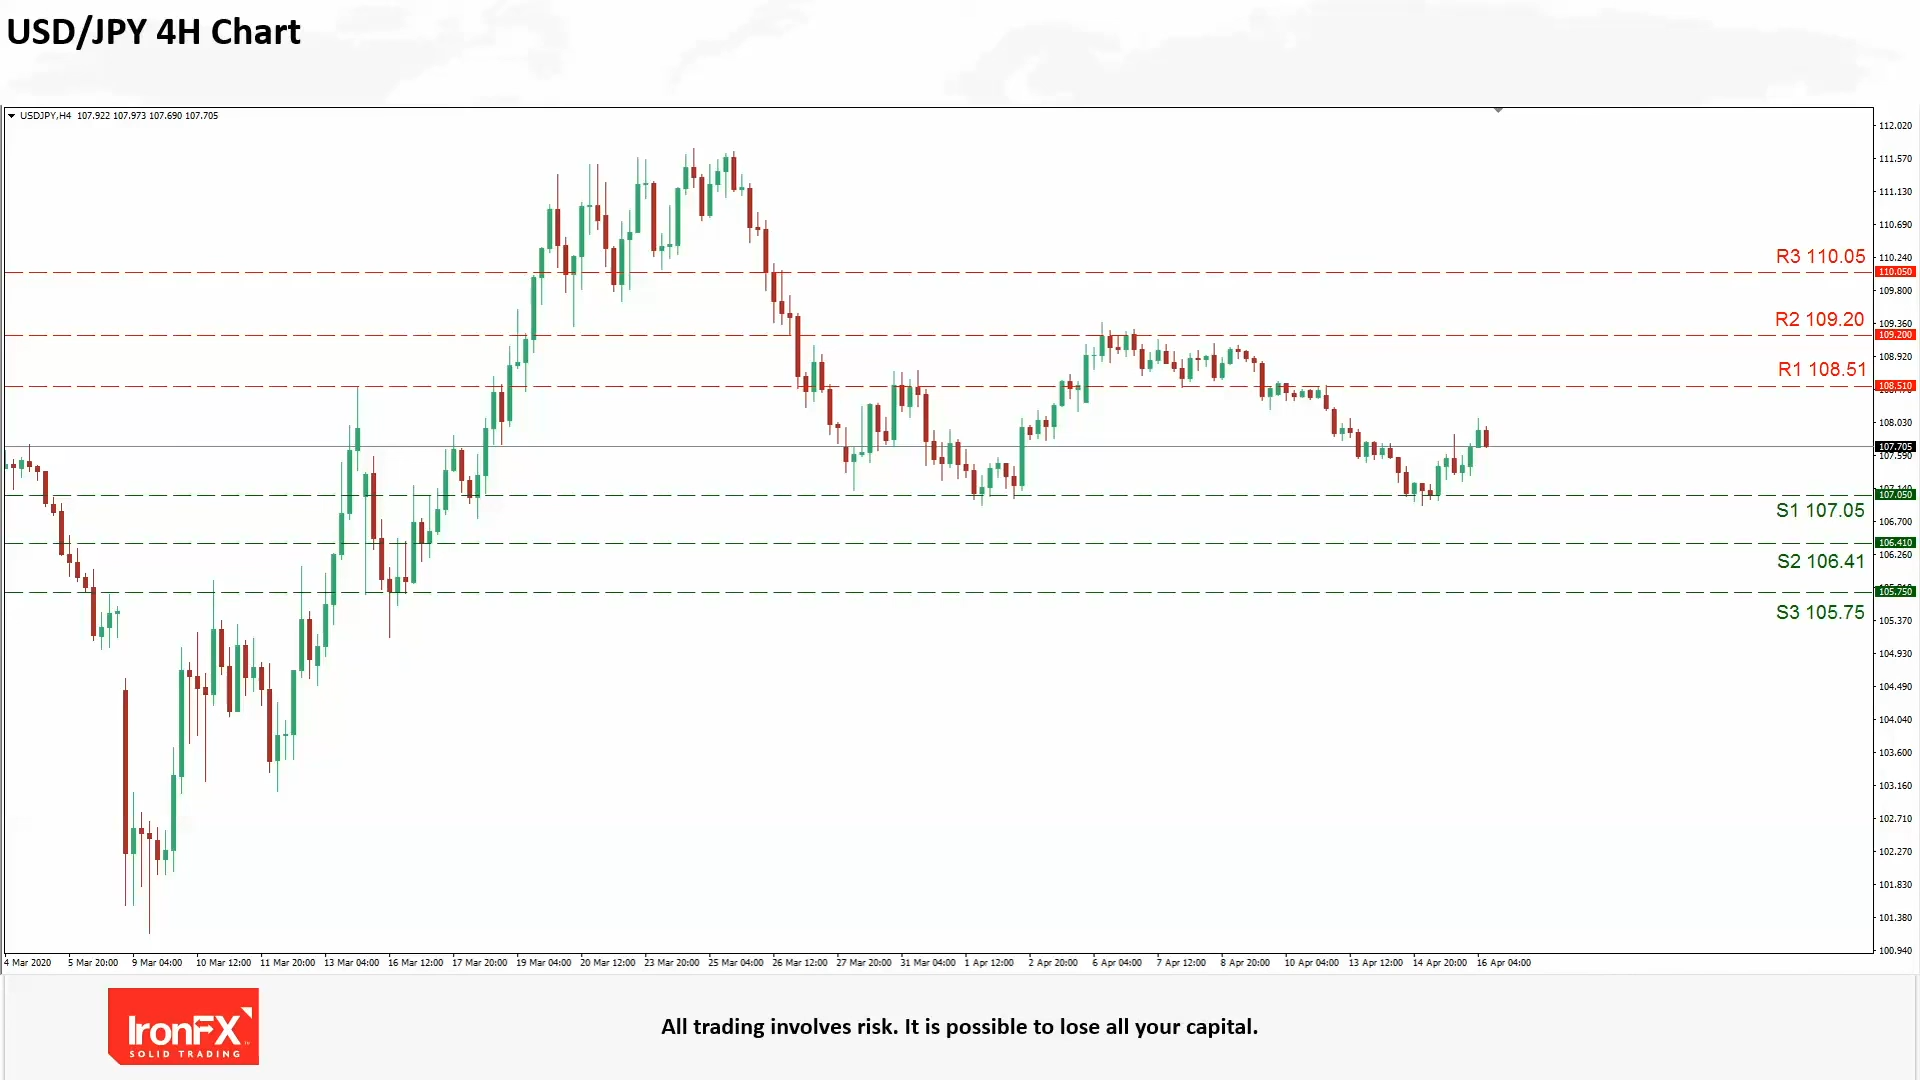 USD/JPY 4H Chart
USDJPY,H4 107.922 107.973 107.690 107.705
112.020
111.570
111.130
110.690
R3 110.05
110.240
110.050
109.800
R2 109.20
109.360
109.200
108.920
R1 108.51
108.510
108.030
107.705
107.590
107.050
S1 107.05
106.700
106.410
106.260
S2 106.41
105.750
S3 105.75
105.370
104.930
104.490
104.040
103.600
103.160
102.710
102.270
101.830
101.380
100.940
4 Mar 2020 5 Mar 20:00 9 Mar 04:00 10 Mar 12:00 11 Mar 20:00 13 Mar 04:00 16 Mar 12:00 17 Mar 20:00 19 Mar 04:00 20 Mar 12:00 23 Mar 20:00 25 Mar 04:00 26 Mar 12:00 27 Mar 20:00 31 Mar 04:00 1 Apr 12:00 2 Apr 20:00 6 Apr 04:00 7 Apr 12:00 8 Apr 20:00 10 Apr 04:00 13 Apr 12:00 14 Apr 20:00 16 Apr 04:00
IronFX
SOLID TRADING
All trading involves risk. It is possible to lose all your capital.